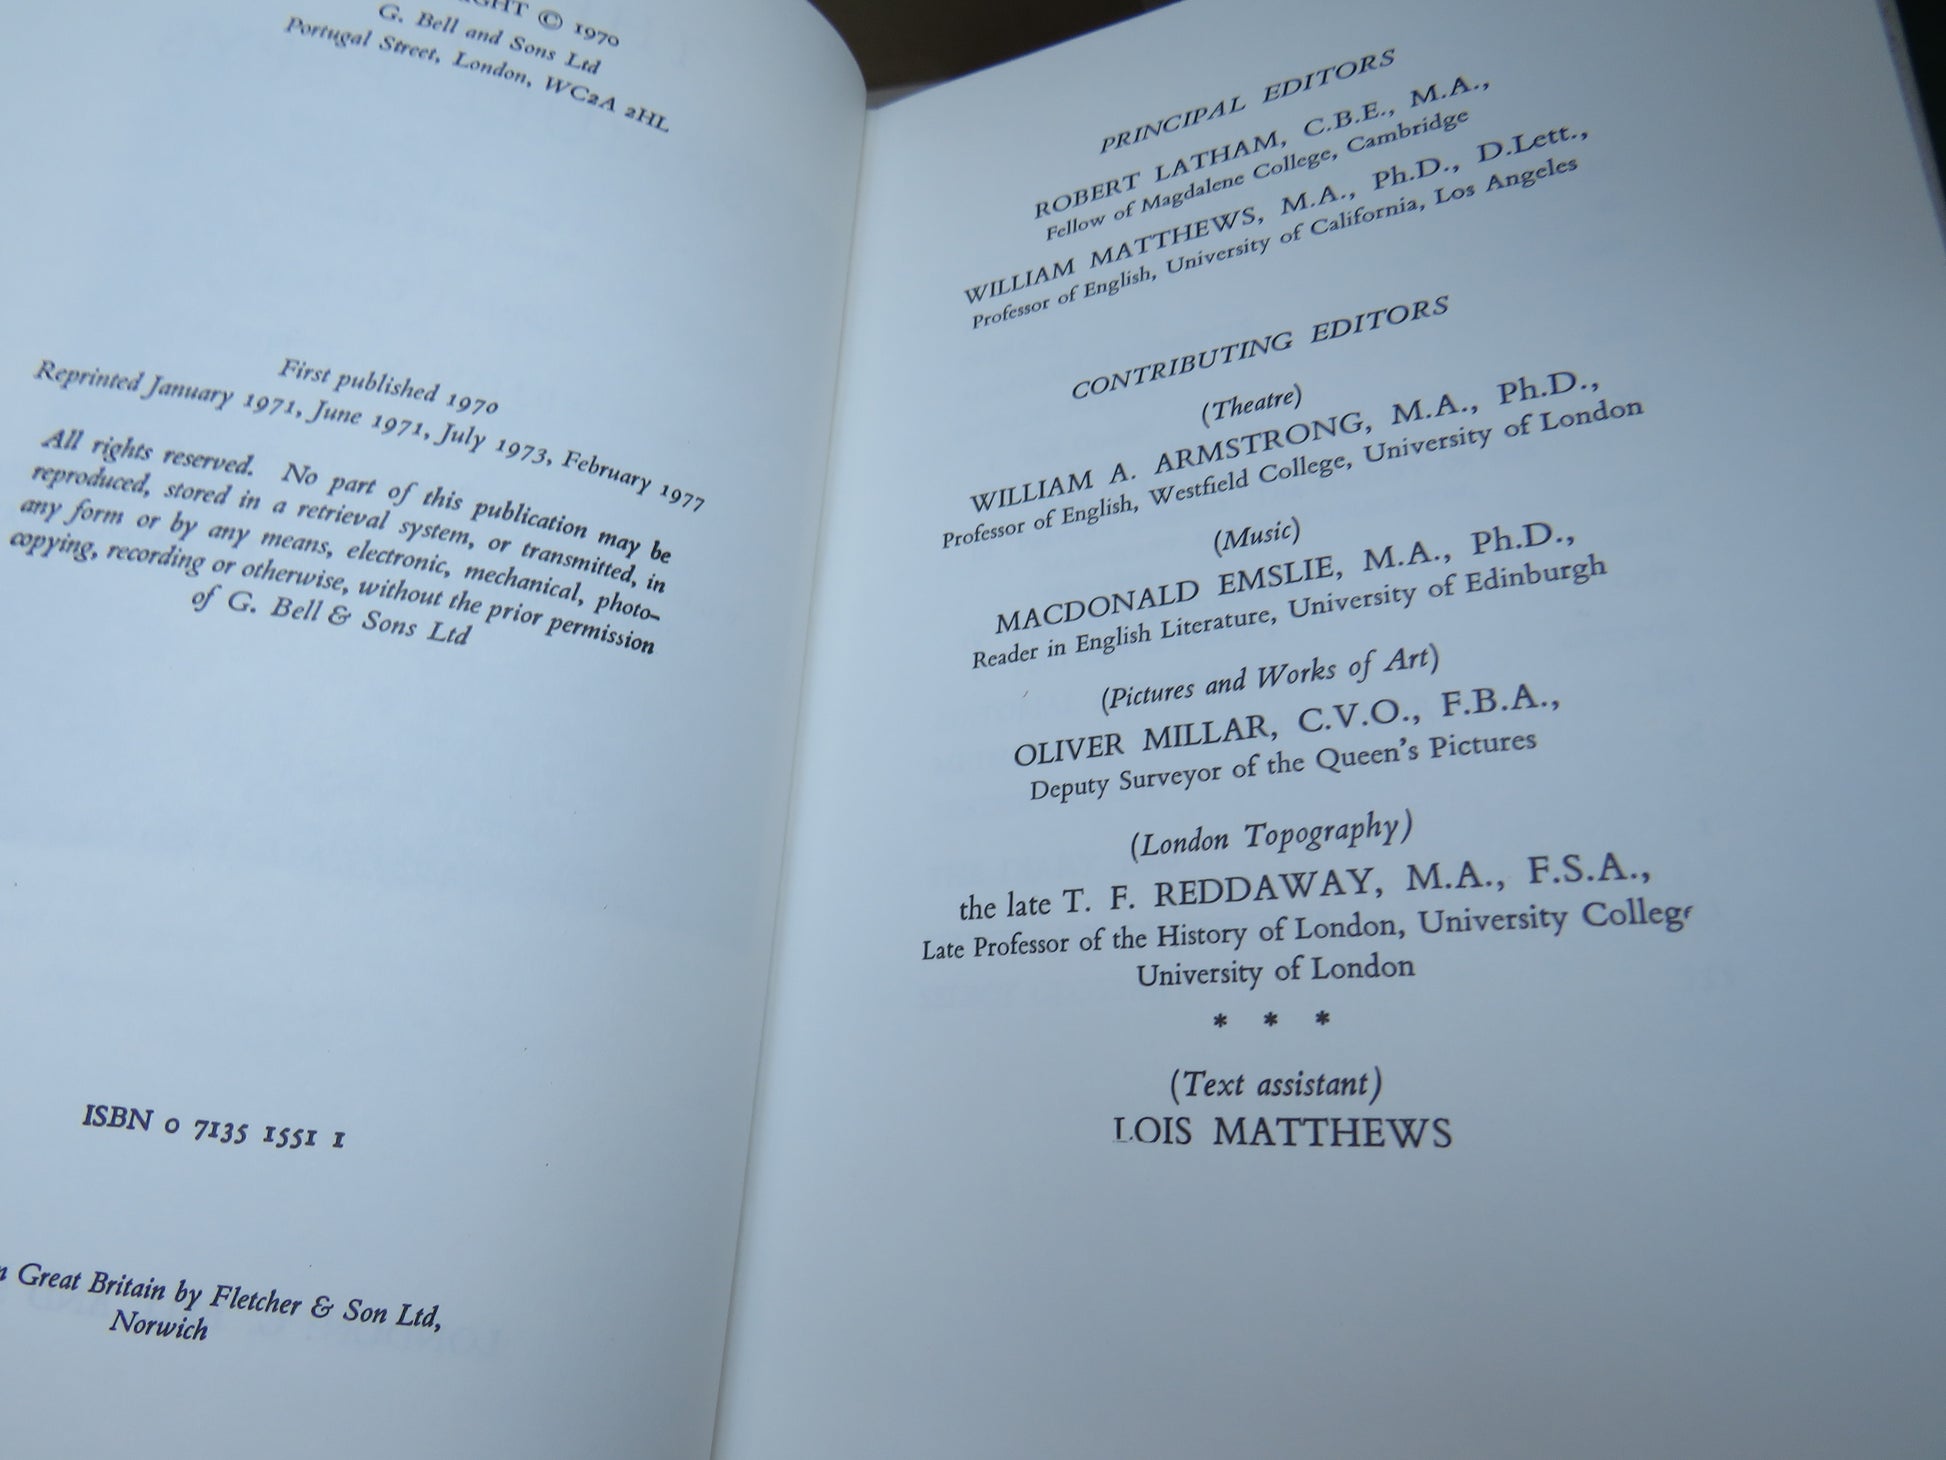 © 1970
G. Bell and Sons Ltd
Portugal Street, London, WC2A 2HL
First published 1970
Reprinted January 1971, June 1971, July 1973, February 1977
All rights reserved. No part of this publication may be
reproduced, stored in a retrieval system, or transmitted, in
any form or by any means, electronic, mechanical, photo-
copying, recording or otherwise, without the prior permission
of G. Bell & Sons Ltd
ISBN 0 7135 1551 1
Great Britain by Fletcher & Son Ltd,
Norwich
PRINCIPAL EDITORS
ROBERT LATHAM, C.B.E., M.A.,
Fellow of Magdalene College, Cambridge
WILLIAM MATTHEWS, M.A., Ph.D., D.Lett.,
Professor of English, University of California, Los Angeles
CONTRIBUTING EDITORS
(Theatre)
WILLIAM A. ARMSTRONG, M.A., Ph.D.,
Professor of English, Westfield College, University of London
(Music)
MACDONALD EMSLIE, M.A., Ph.D.,
Reader in English Literature, University of Edinburgh
(Pictures and Works of Art)
OLIVER MILLAR, C.V.O., F.B.A.,
Deputy Surveyor of the Queen's Pictures
(London Topography)
the late T. F. REDDAWAY, M.A., F.S.A.,
Late Professor of the History of London, University College
University of London
* * *
(Text assistant)
LOIS MATTHEWS